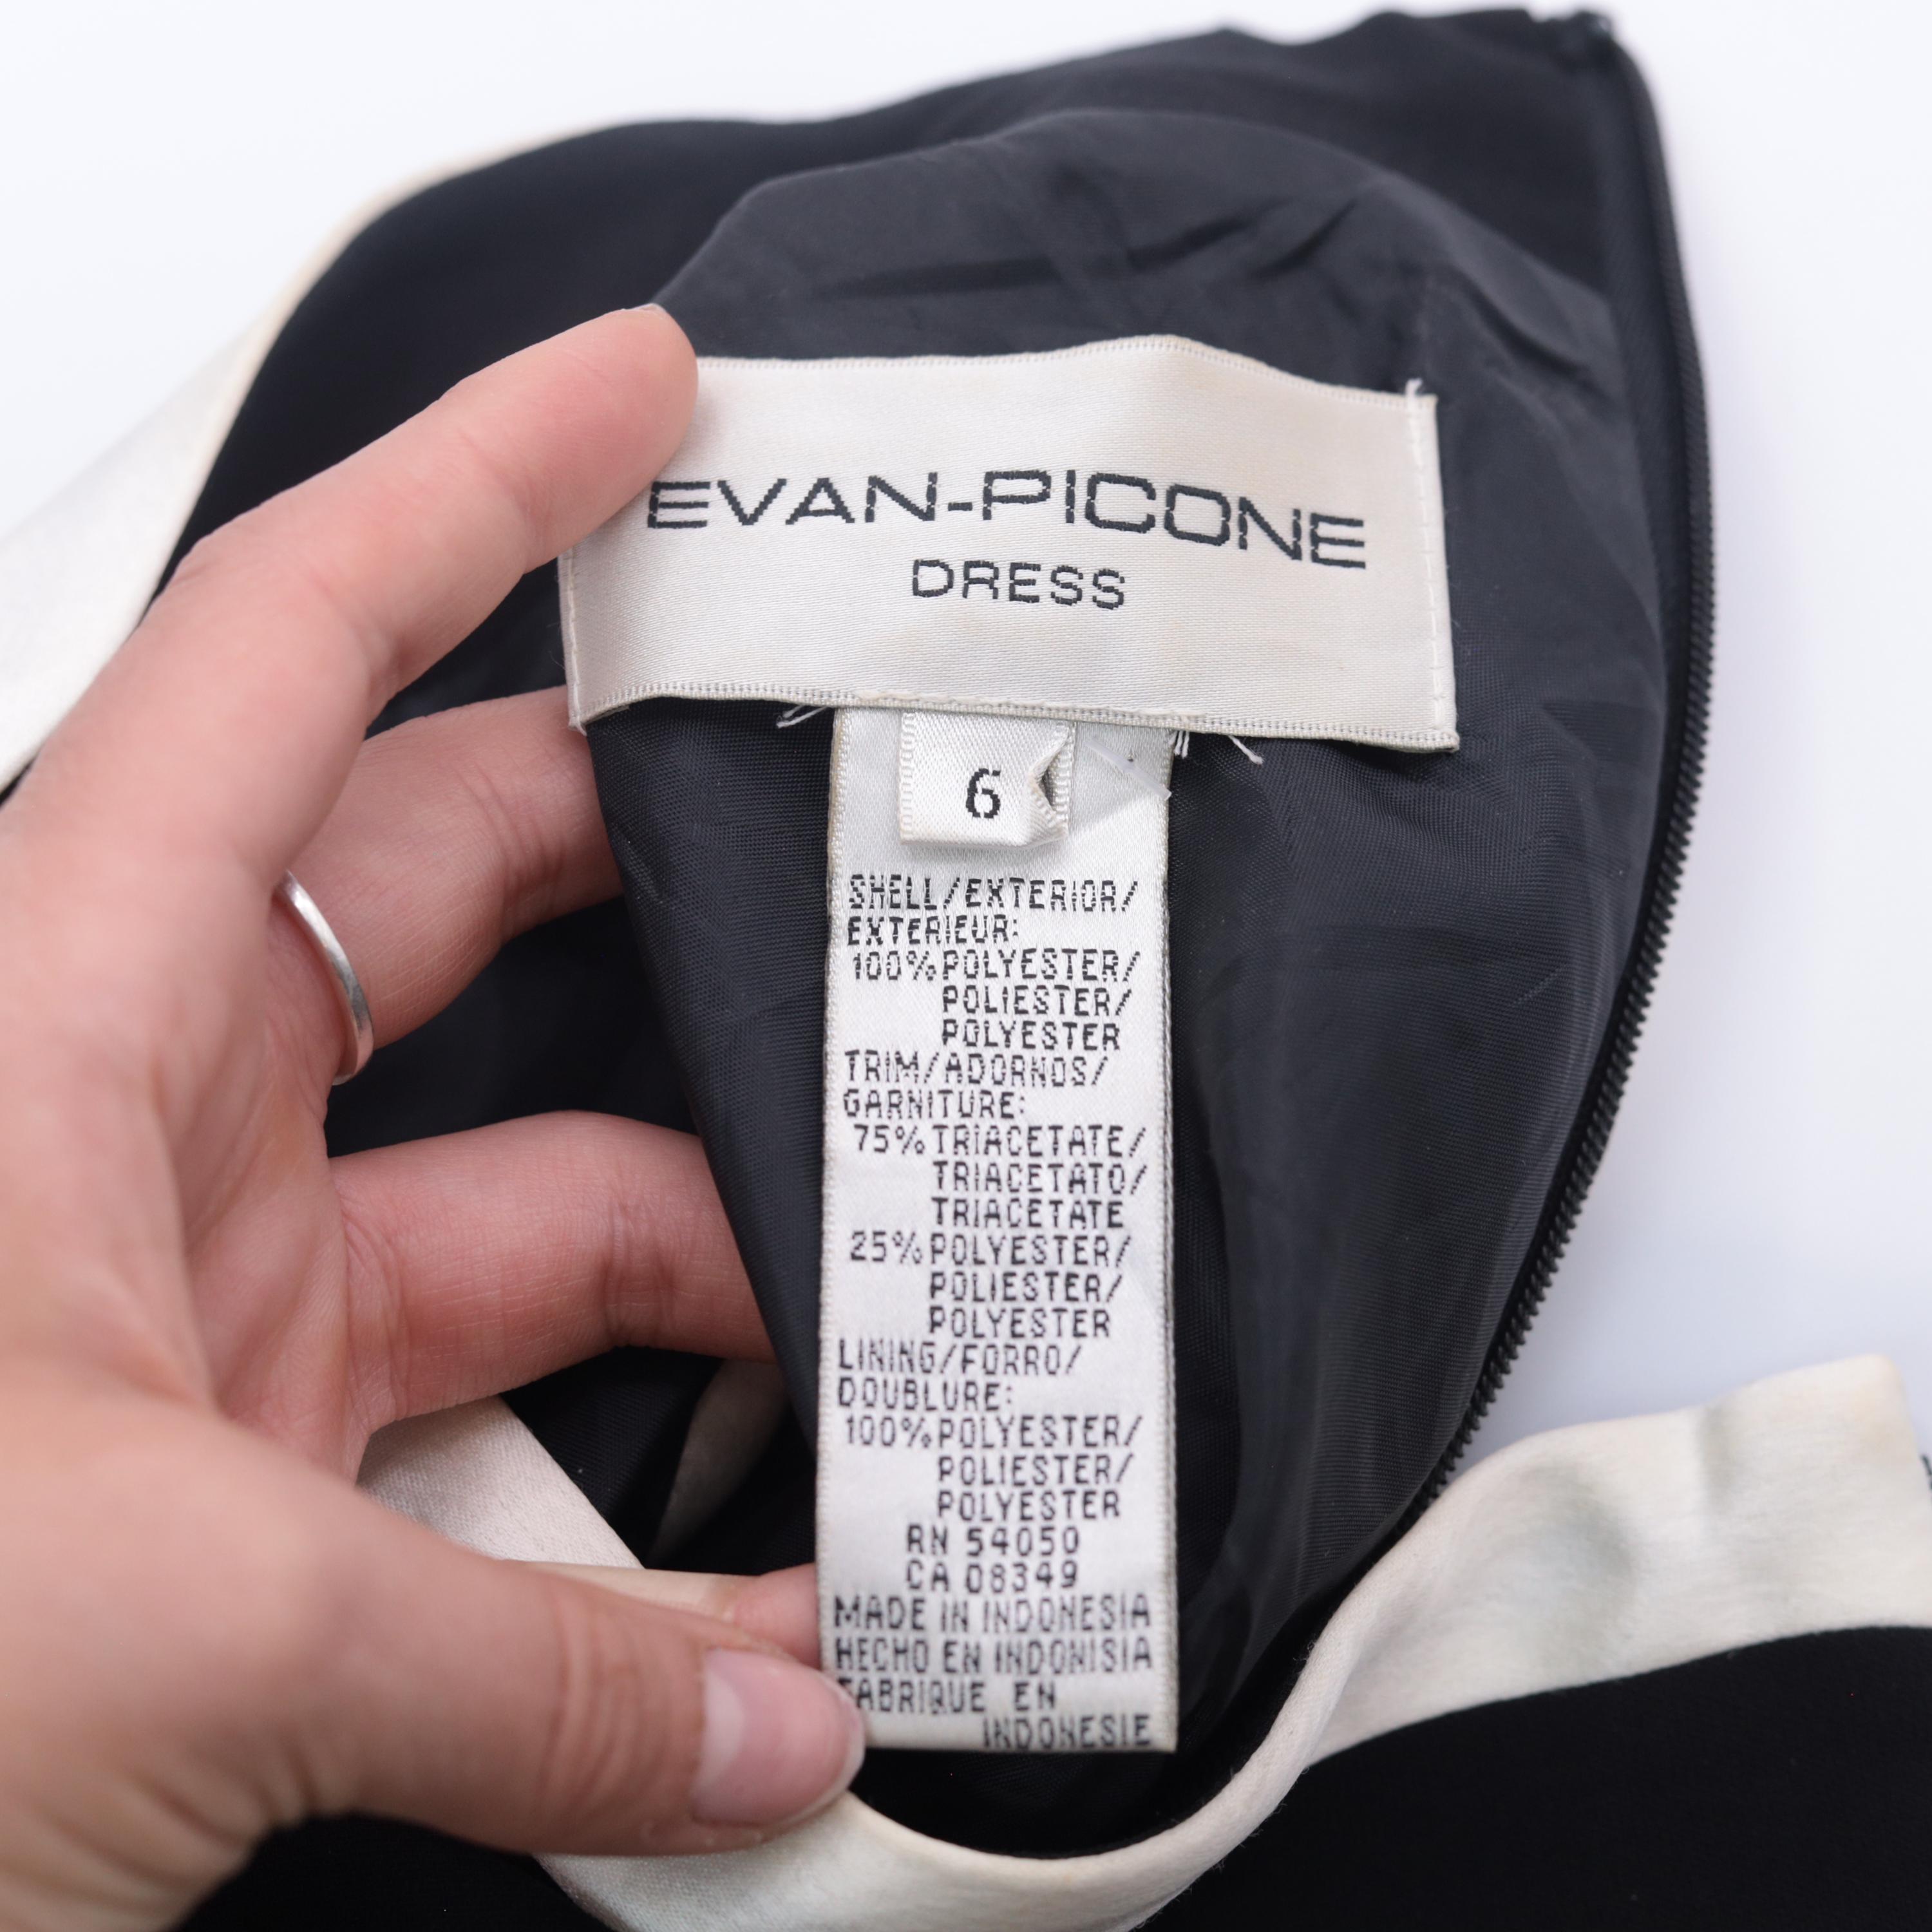 EVAN-PICONE
DRESS
6
SHELL/EXTERIOR/
EXTERIEUR:
100% POLYESTER/
POLIESTER/
POLYESTER
TRIM/ADORNOS/
GARNITURE:
75% TRIACETATE/
TRIACETATO/
TRIACETATE
25% POLYESTER/
POLIESTER/
POLYESTER
LINING/FORRO/
DOUBLURE:
100% POLYESTER/
POLIESTER/
POLYESTER
RN 54050
CA 08349
MADE IN INDONESIA
HECHO EN INDONISIA
FABRIQUE EN
INDONESIE